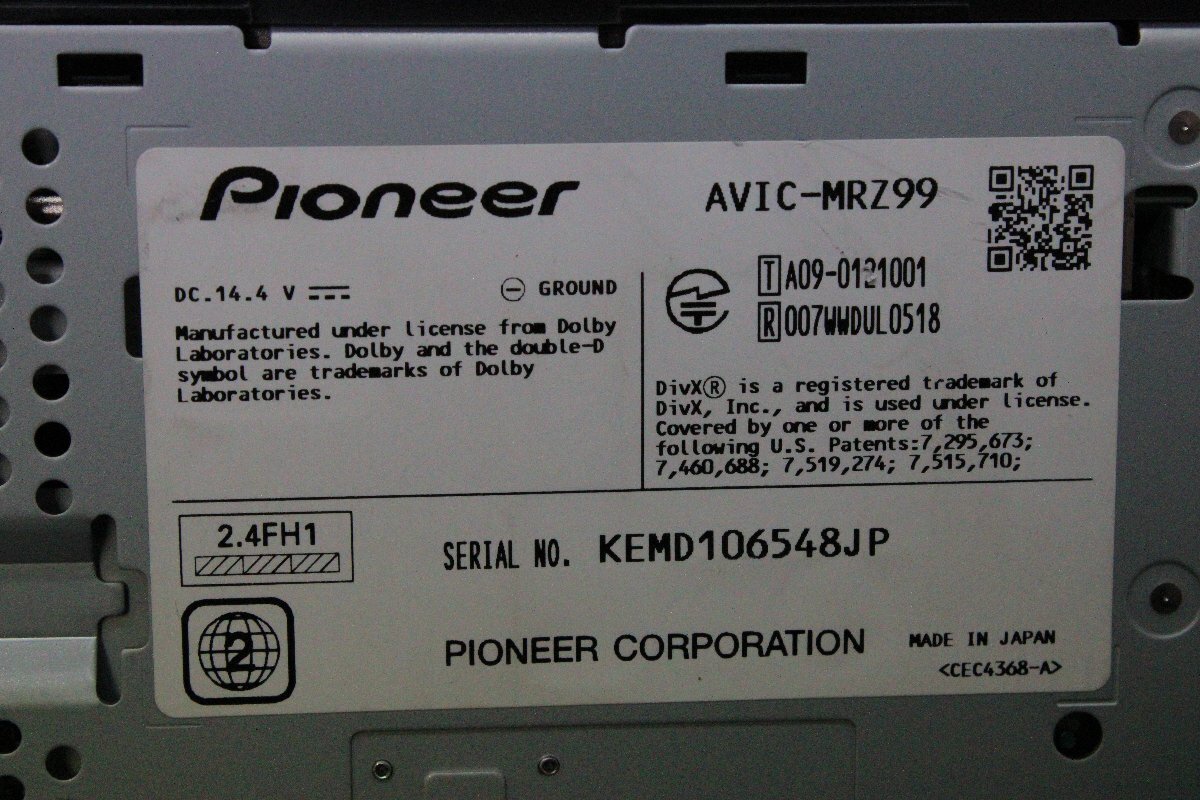 Pioneer
AVIC-MRZ99
DC.14.4 V
GROUND
Manufactured under license from Dolby
Laboratories. Dolby and the double-D
symbol are trademarks of Dolby
Laboratories.
T A09-0121001
R 007WWDUL0518
DivX® is a registered trademark of
DivX, Inc., and is used under license.
Covered by one or more of the
following U.S. Patents:7,295,673;
7,460,688; 7,519,274; 7,515,710;
2.4FH1
SERIAL NO. KEMD106548JP
2
PIONEER CORPORATION
MADE IN JAPAN
<CEC4368-A>